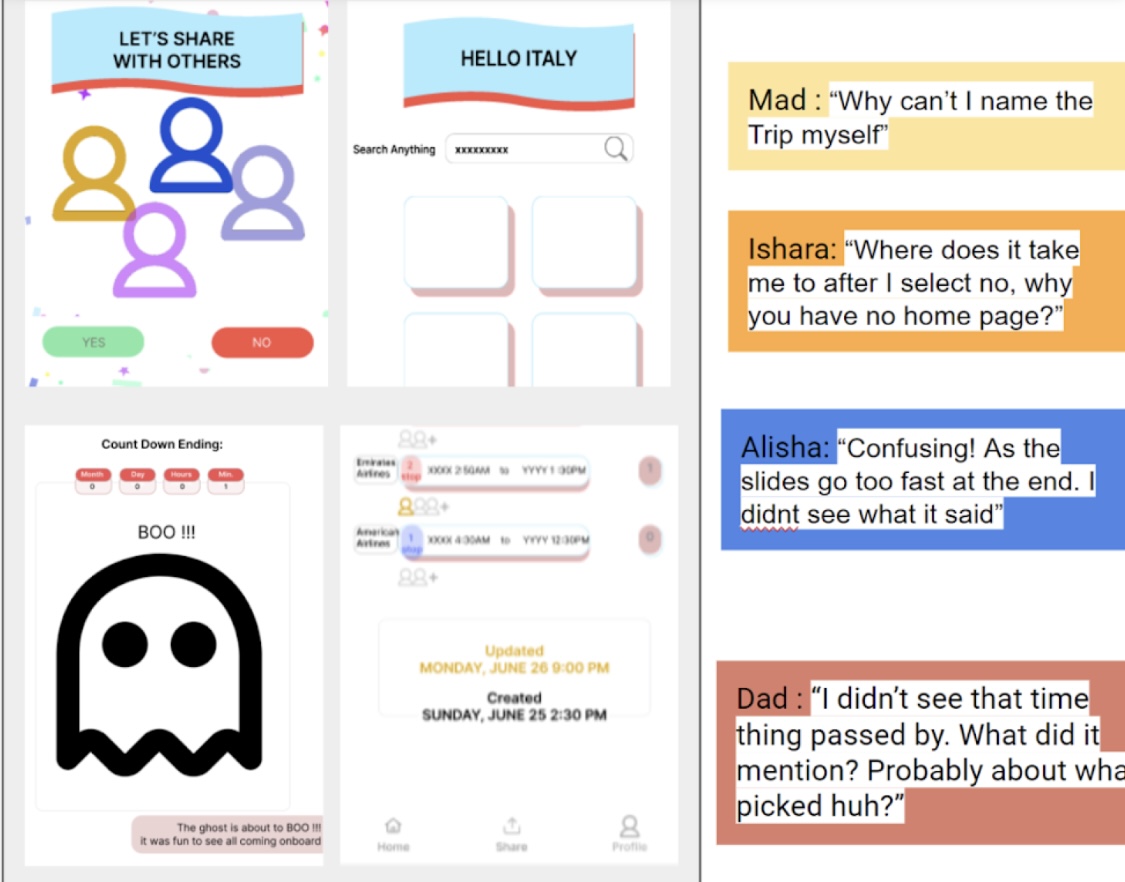 LET'S SHARE
WITH OTHERS
YES
NO
HELLO ITALY
Search Anything
xxxxxxxxx
Count Down Ending:
Month
Day
Hours
Min.
0
0
0
1
BOO !!!
The ghost is about to BOO !!!
it was fun to see all coming onboard
Emirates
Airlines
2
stop
XXXX 2:50AM to YYYY 1:30PM
1
American
Airlines
1
stop
XXXX 4:30AM to YYYY 12:30PM
0
Updated
MONDAY, JUNE 26 9:00 PM
Created
SUNDAY, JUNE 25 2:30 PM
Home
Share
Profile
Mad : “Why can’t I name the
Trip myself”
Ishara: “Where does it take
me to after I select no, why
you have no home page?”
Alisha: “Confusing! As the
slides go too fast at the end. I
didnt see what it said”
Dad : “I didn’t see that time
thing passed by. What did it
mention? Probably about wha
picked huh?”